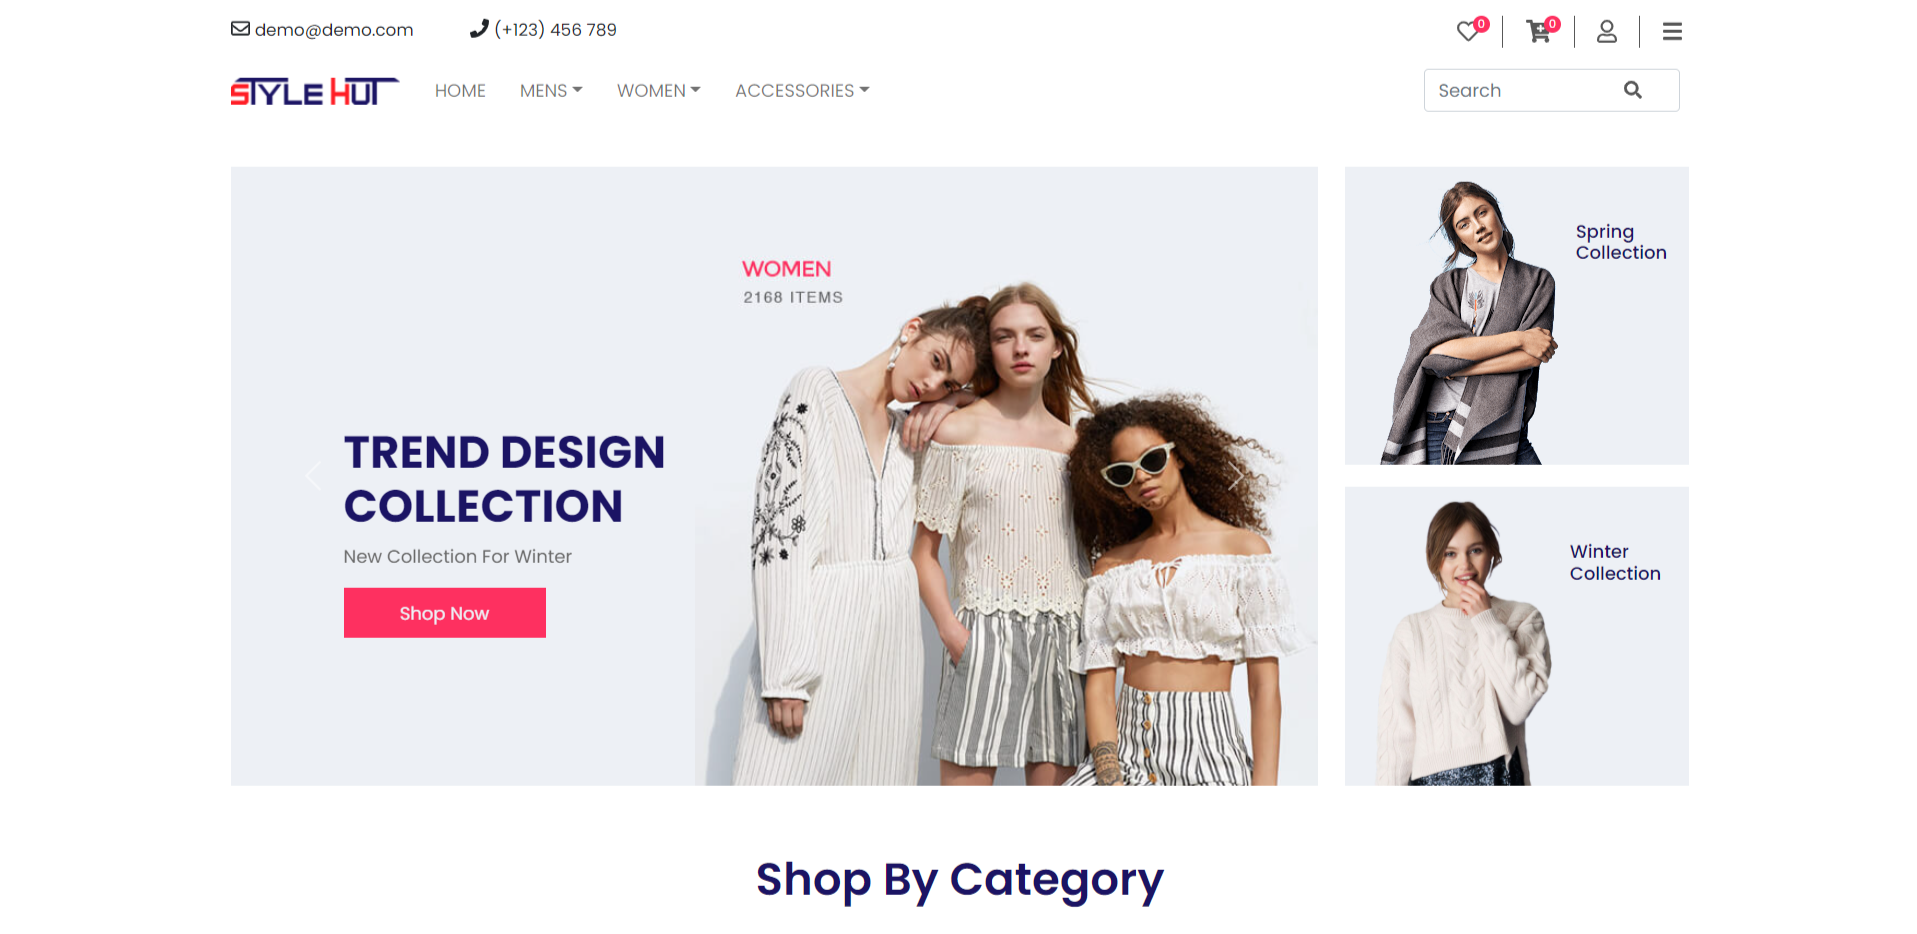 demo@demo.com
(+123) 456 789
0
0
STYLE HUT
HOME
MENS
WOMEN
ACCESSORIES
Search
WOMEN
2168 ITEMS
TREND DESIGN
COLLECTION
New Collection For Winter
Shop Now
Spring
Collection
Winter
Collection
Shop By Category